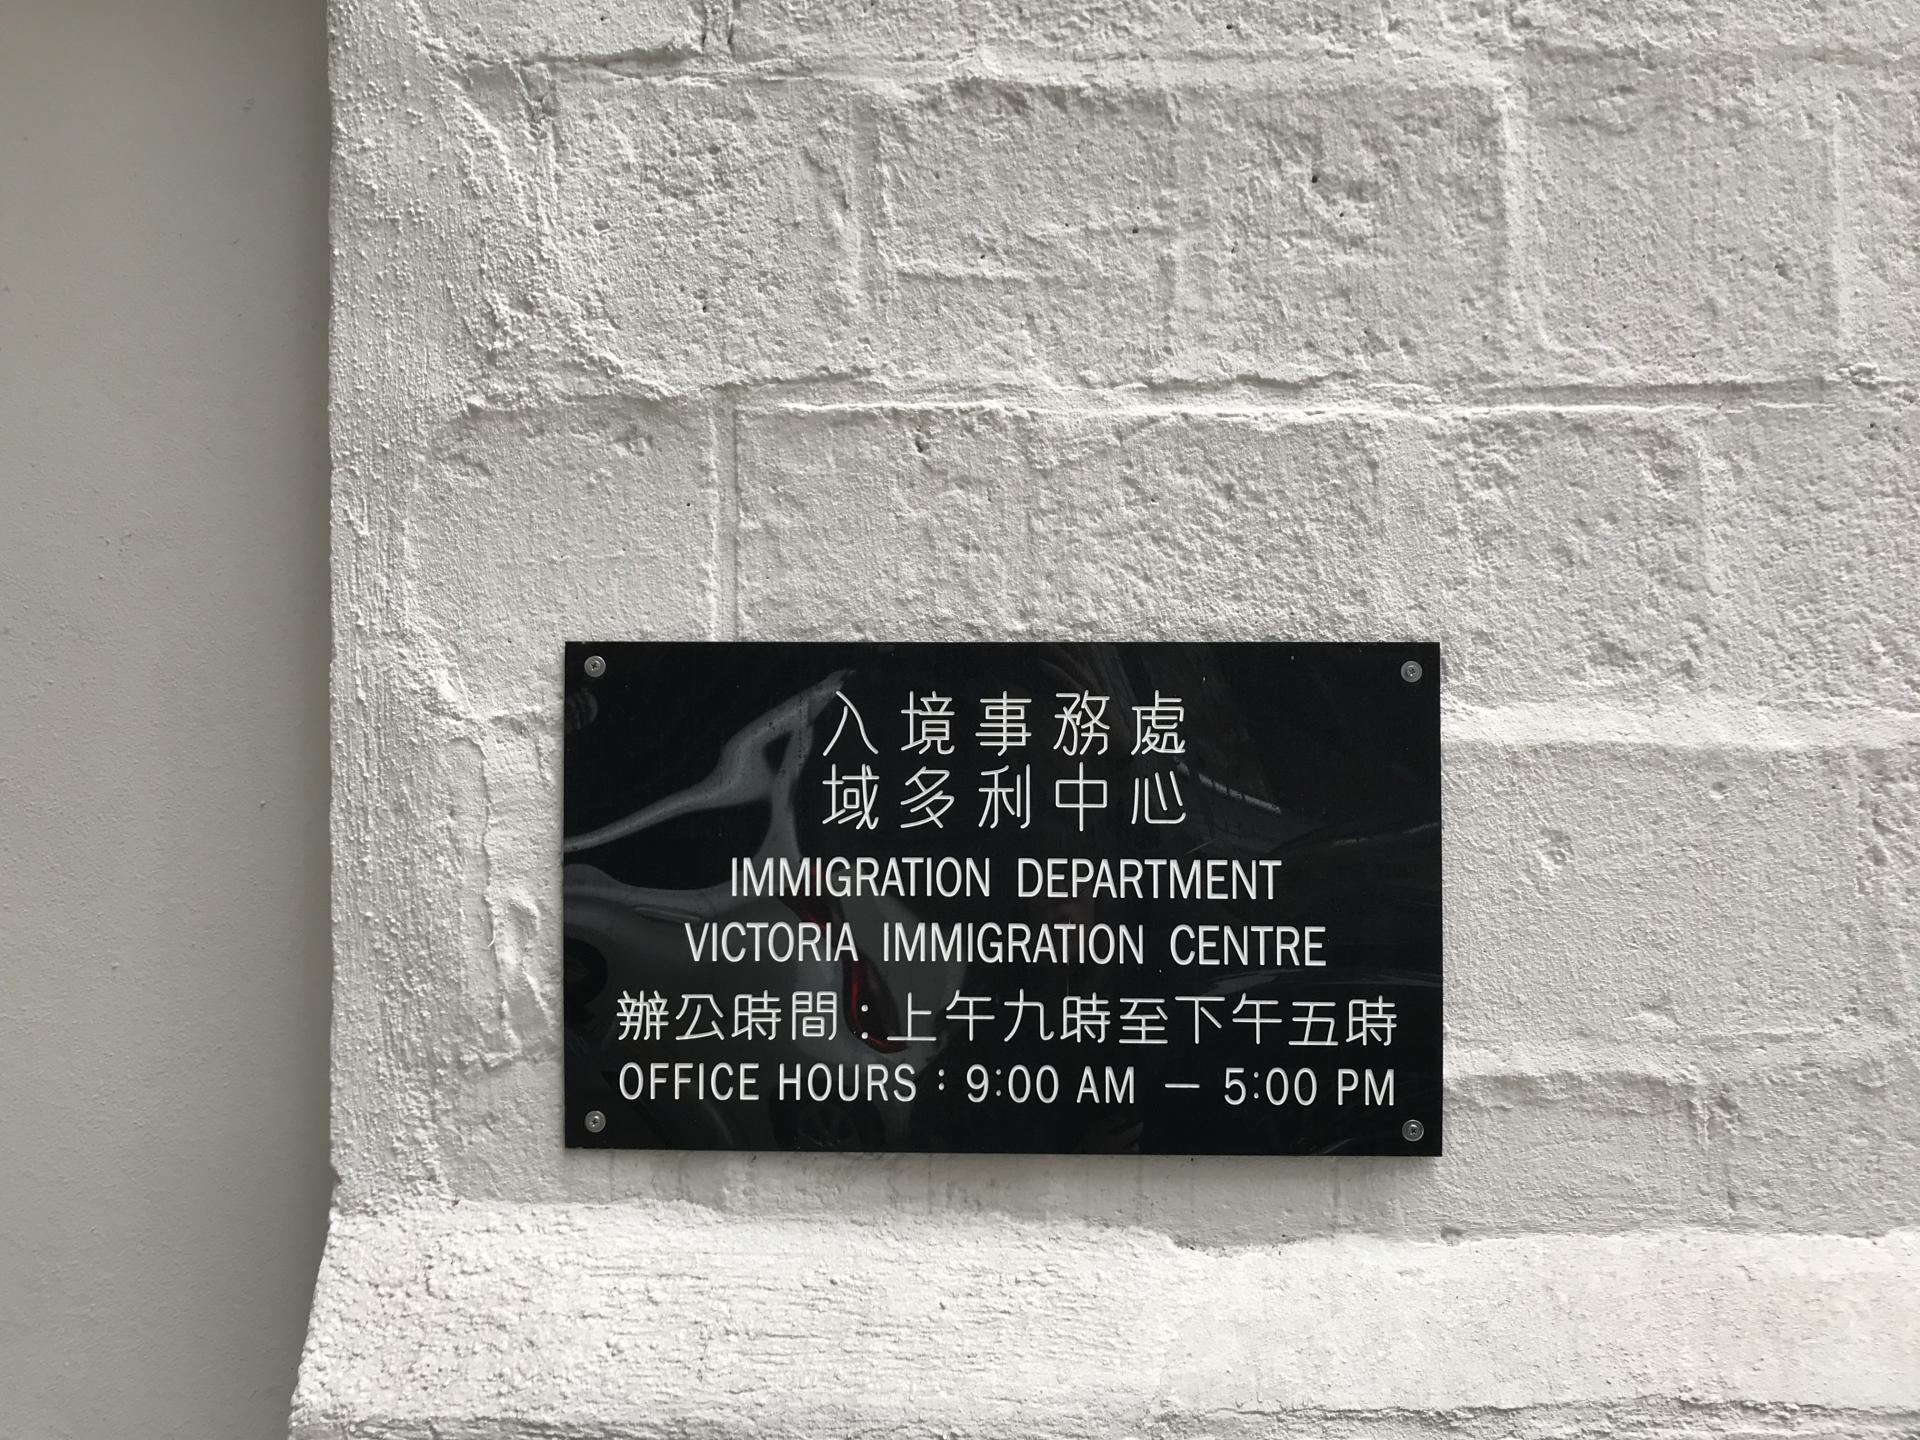 入境事務處
域多利中心
IMMIGRATION DEPARTMENT
VICTORIA IMMIGRATION CENTRE
辦公時間：上午九時至下午五時
OFFICE HOURS : 9:00 AM — 5:00 PM